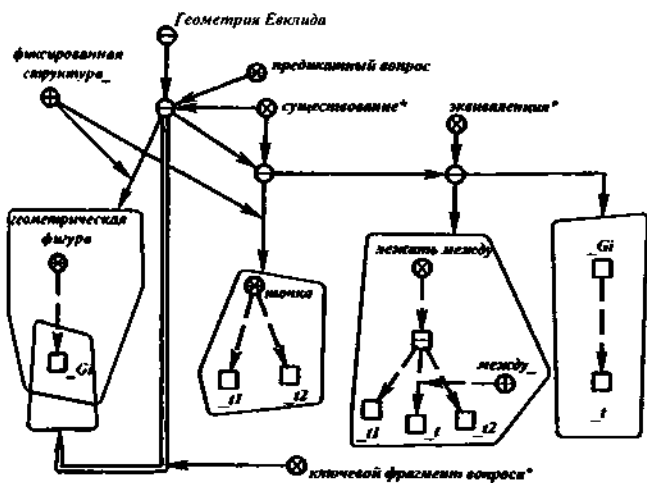 Геометрия Евклида
фиксированная
структура_
предикатный вопрос
существование*
эквиваленция*
геометрическая
фигура
точка
лежать между
_Gi
_Gi
между_
_t1
_t2
_t1
_t
_t2
_t
ключевой фрагмент вопроса*